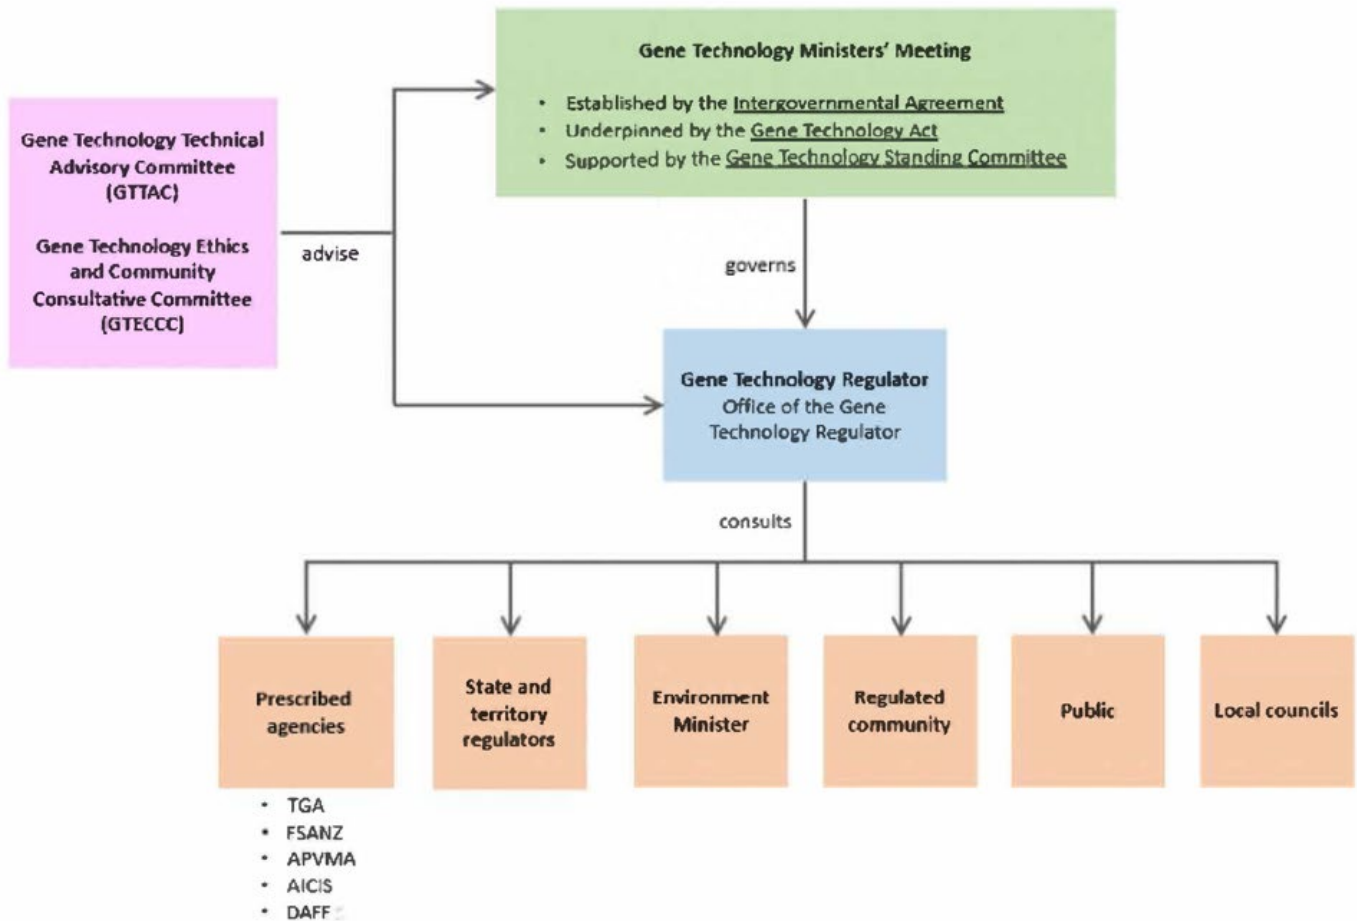 Gene Technology Ministers' Meeting
• Established by the Intergovernmental Agreement
• Underpinned by the Gene Technology Act
• Supported by the Gene Technology Standing Committee
Gene Technology Technical
Advisory Committee
(GTTAC)
Gene Technology Ethics
and Community
Consultative Committee
(GTECCC)
advise
governs
Gene Technology Regulator
Office of the Gene
Technology Regulator
consults
Prescribed
agencies
State and
territory
regulators
Environment
Minister
Regulated
community
Public
Local councils
• TGA
• FSANZ
• APVMA
• AICIS
• DAFF